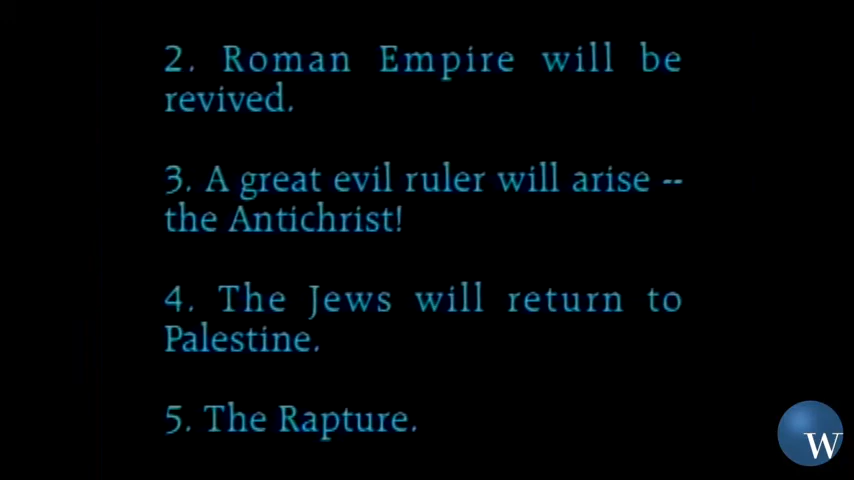 2. Roman Empire will be
revived.
3. A great evil ruler will arise --
the Antichrist!
4. The Jews will return to
Palestine.
5. The Rapture.
W